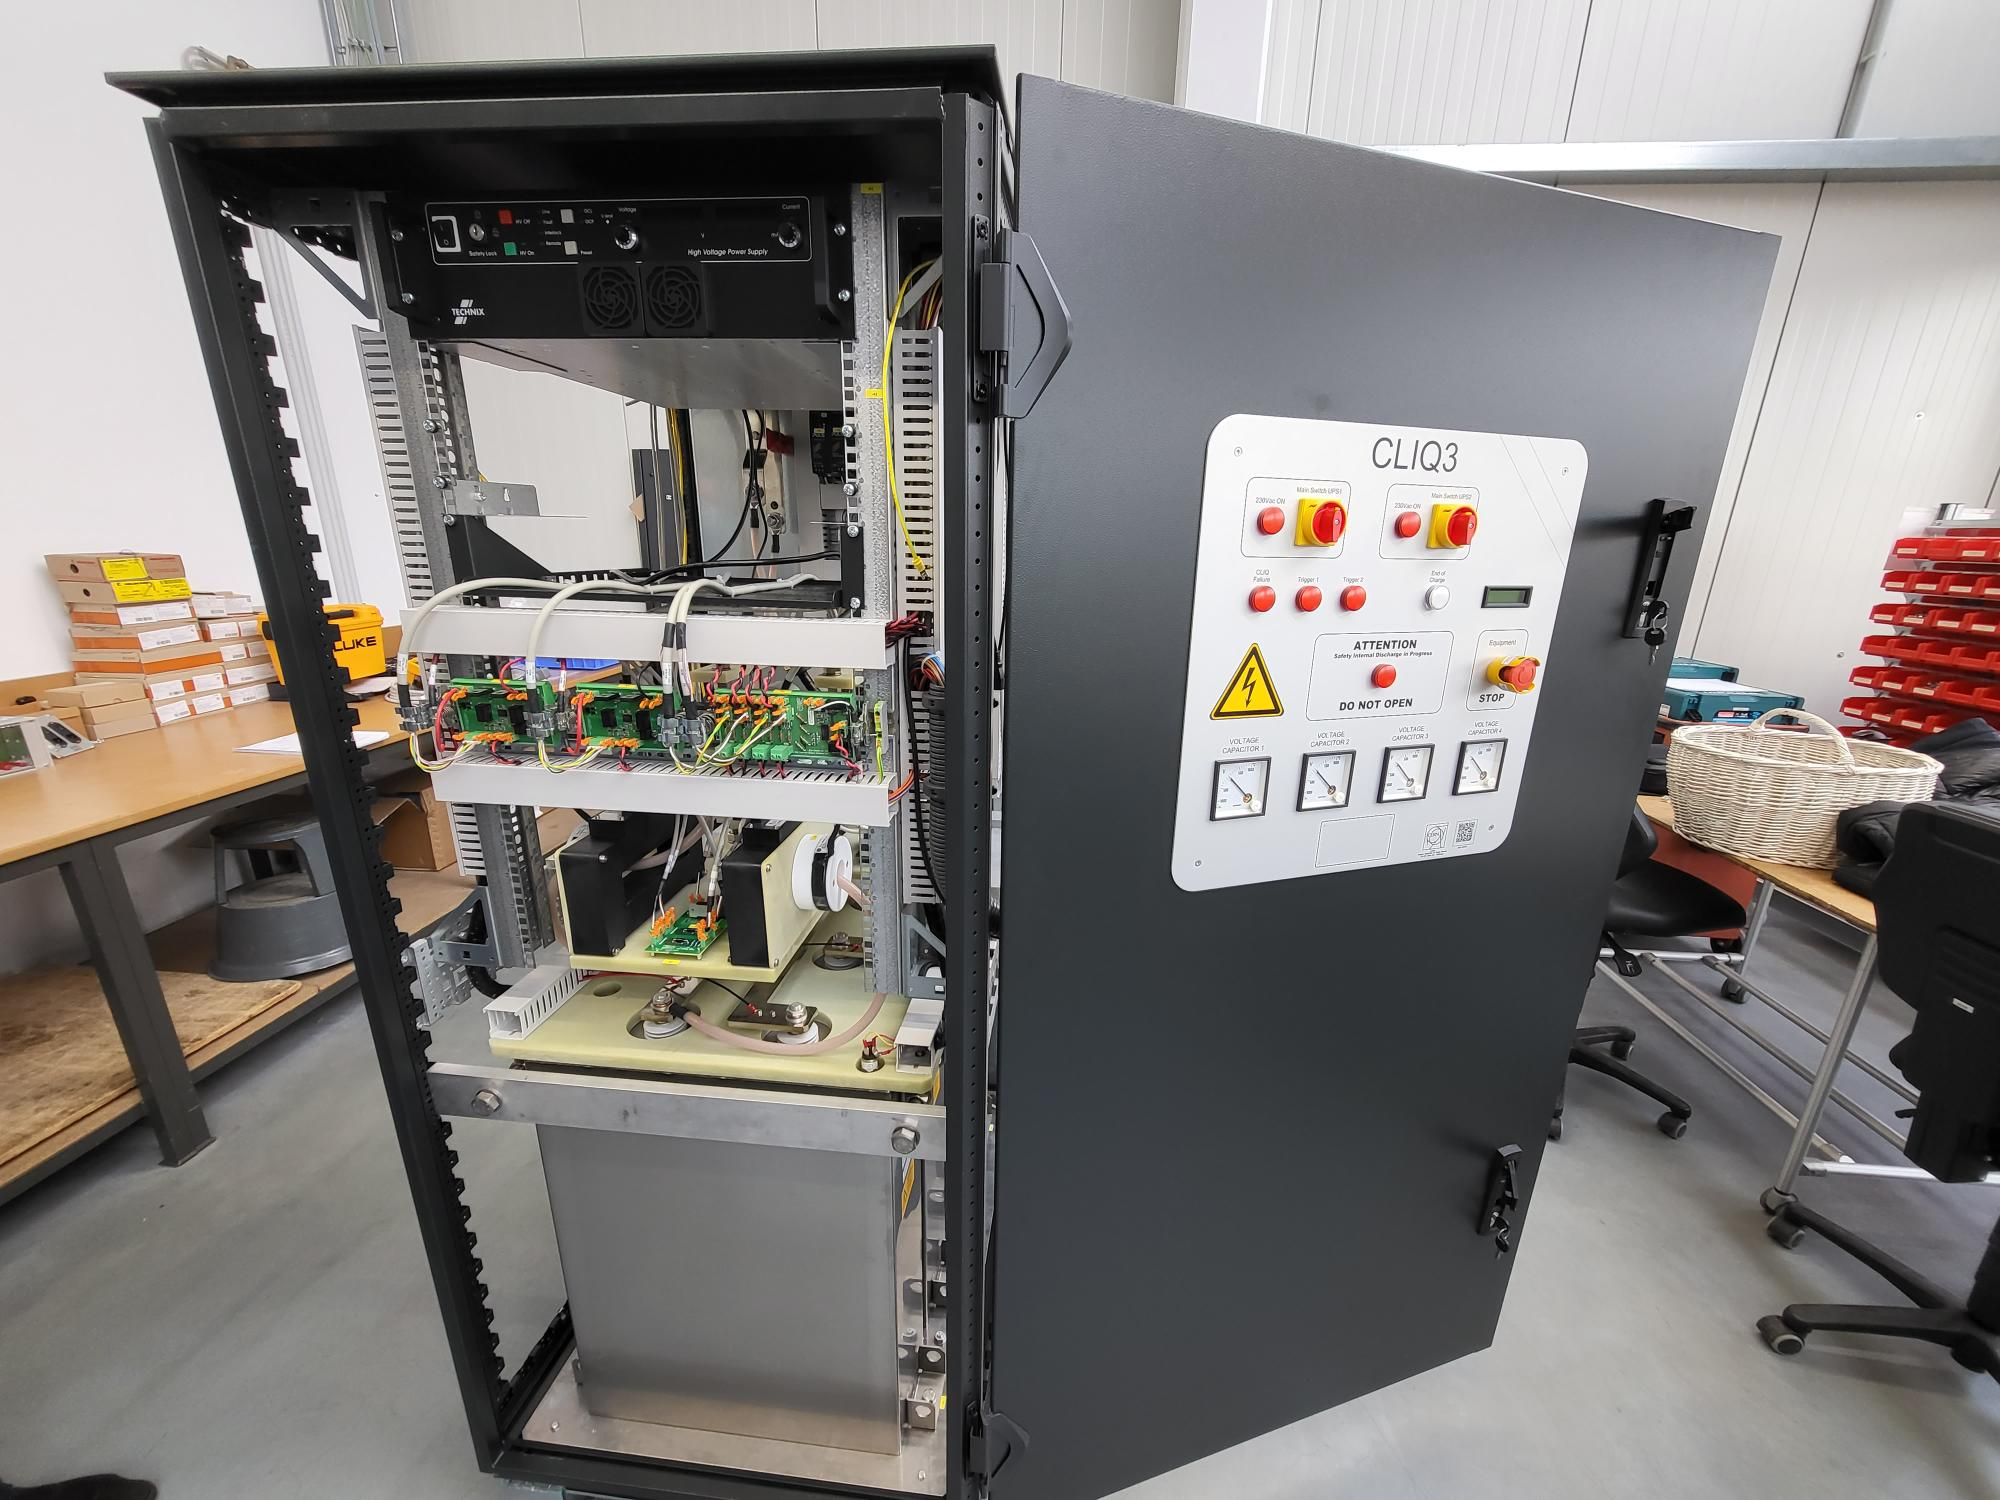 HV Off
Line
Fault
Interlock
Remote
OCL
OCP
Voltage
V
Current
Safety Lock
HV On
Preset
High Voltage Power Supply
TECHNIX
FLUKE
CLIQ3
230Vac ON
Main Switch UPS1
230Vac ON
Main Switch UPS2
CLIQ
Failure
Trigger 1
Trigger 2
End of
Charge
ATTENTION
Safety Internal Discharge in Progress
DO NOT OPEN
Equipment
STOP
VOLTAGE
CAPACITOR 1
VOLTAGE
CAPACITOR 2
VOLTAGE
CAPACITOR 3
VOLTAGE
CAPACITOR 4
CERN